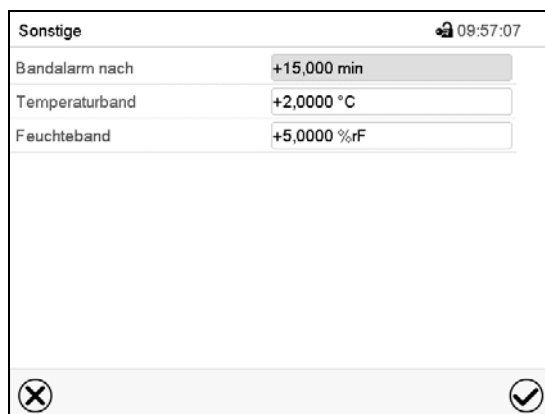 Sonstige 09:57:07
Bandalarm nach +15,000 min
Temperaturband +2,0000 °C
Feuchteband +5,0000 %rF